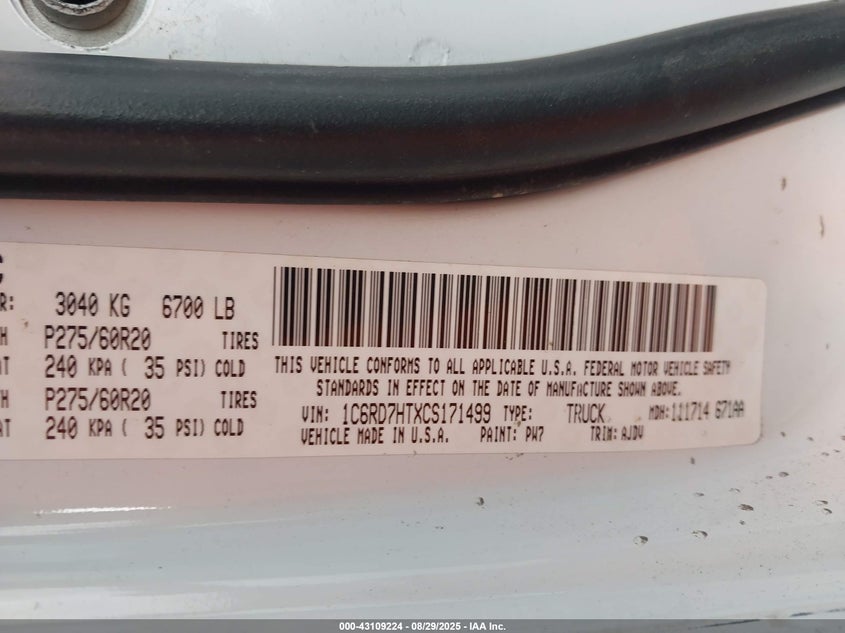 R: 3040 KG 6700 LB
H P275/60R20 TIRES
AT 240 KPA ( 35 PSI) COLD
H P275/60R20 TIRES
AT 240 KPA ( 35 PSI) COLD
THIS VEHICLE CONFORMS TO ALL APPLICABLE U.S.A. FEDERAL MOTOR VEHICLE SAFETY
STANDARDS IN EFFECT ON THE DATE OF MANUFACTURE SHOWN ABOVE.
VIN: 1C6RD7HTXCS171499 TYPE: TRUCK MDH: 111714 671AA
VEHICLE MADE IN U.S.A. PAINT: PW7 TRIM: AJDV
000-43109224 - 08/29/2025 - IAA Inc.